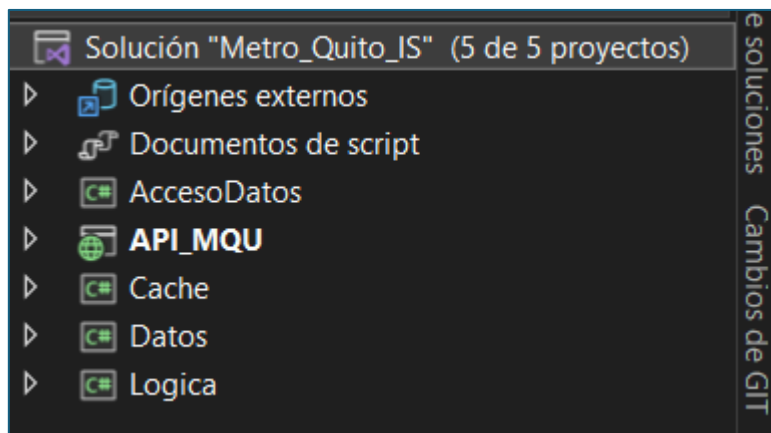 Solución "Metro_Quito_IS" (5 de 5 proyectos)
Orígenes externos
Documentos de script
C# AccesoDatos
API_MQU
C# Cache
C# Datos
C# Logica
e soluciones
Cambios de GIT